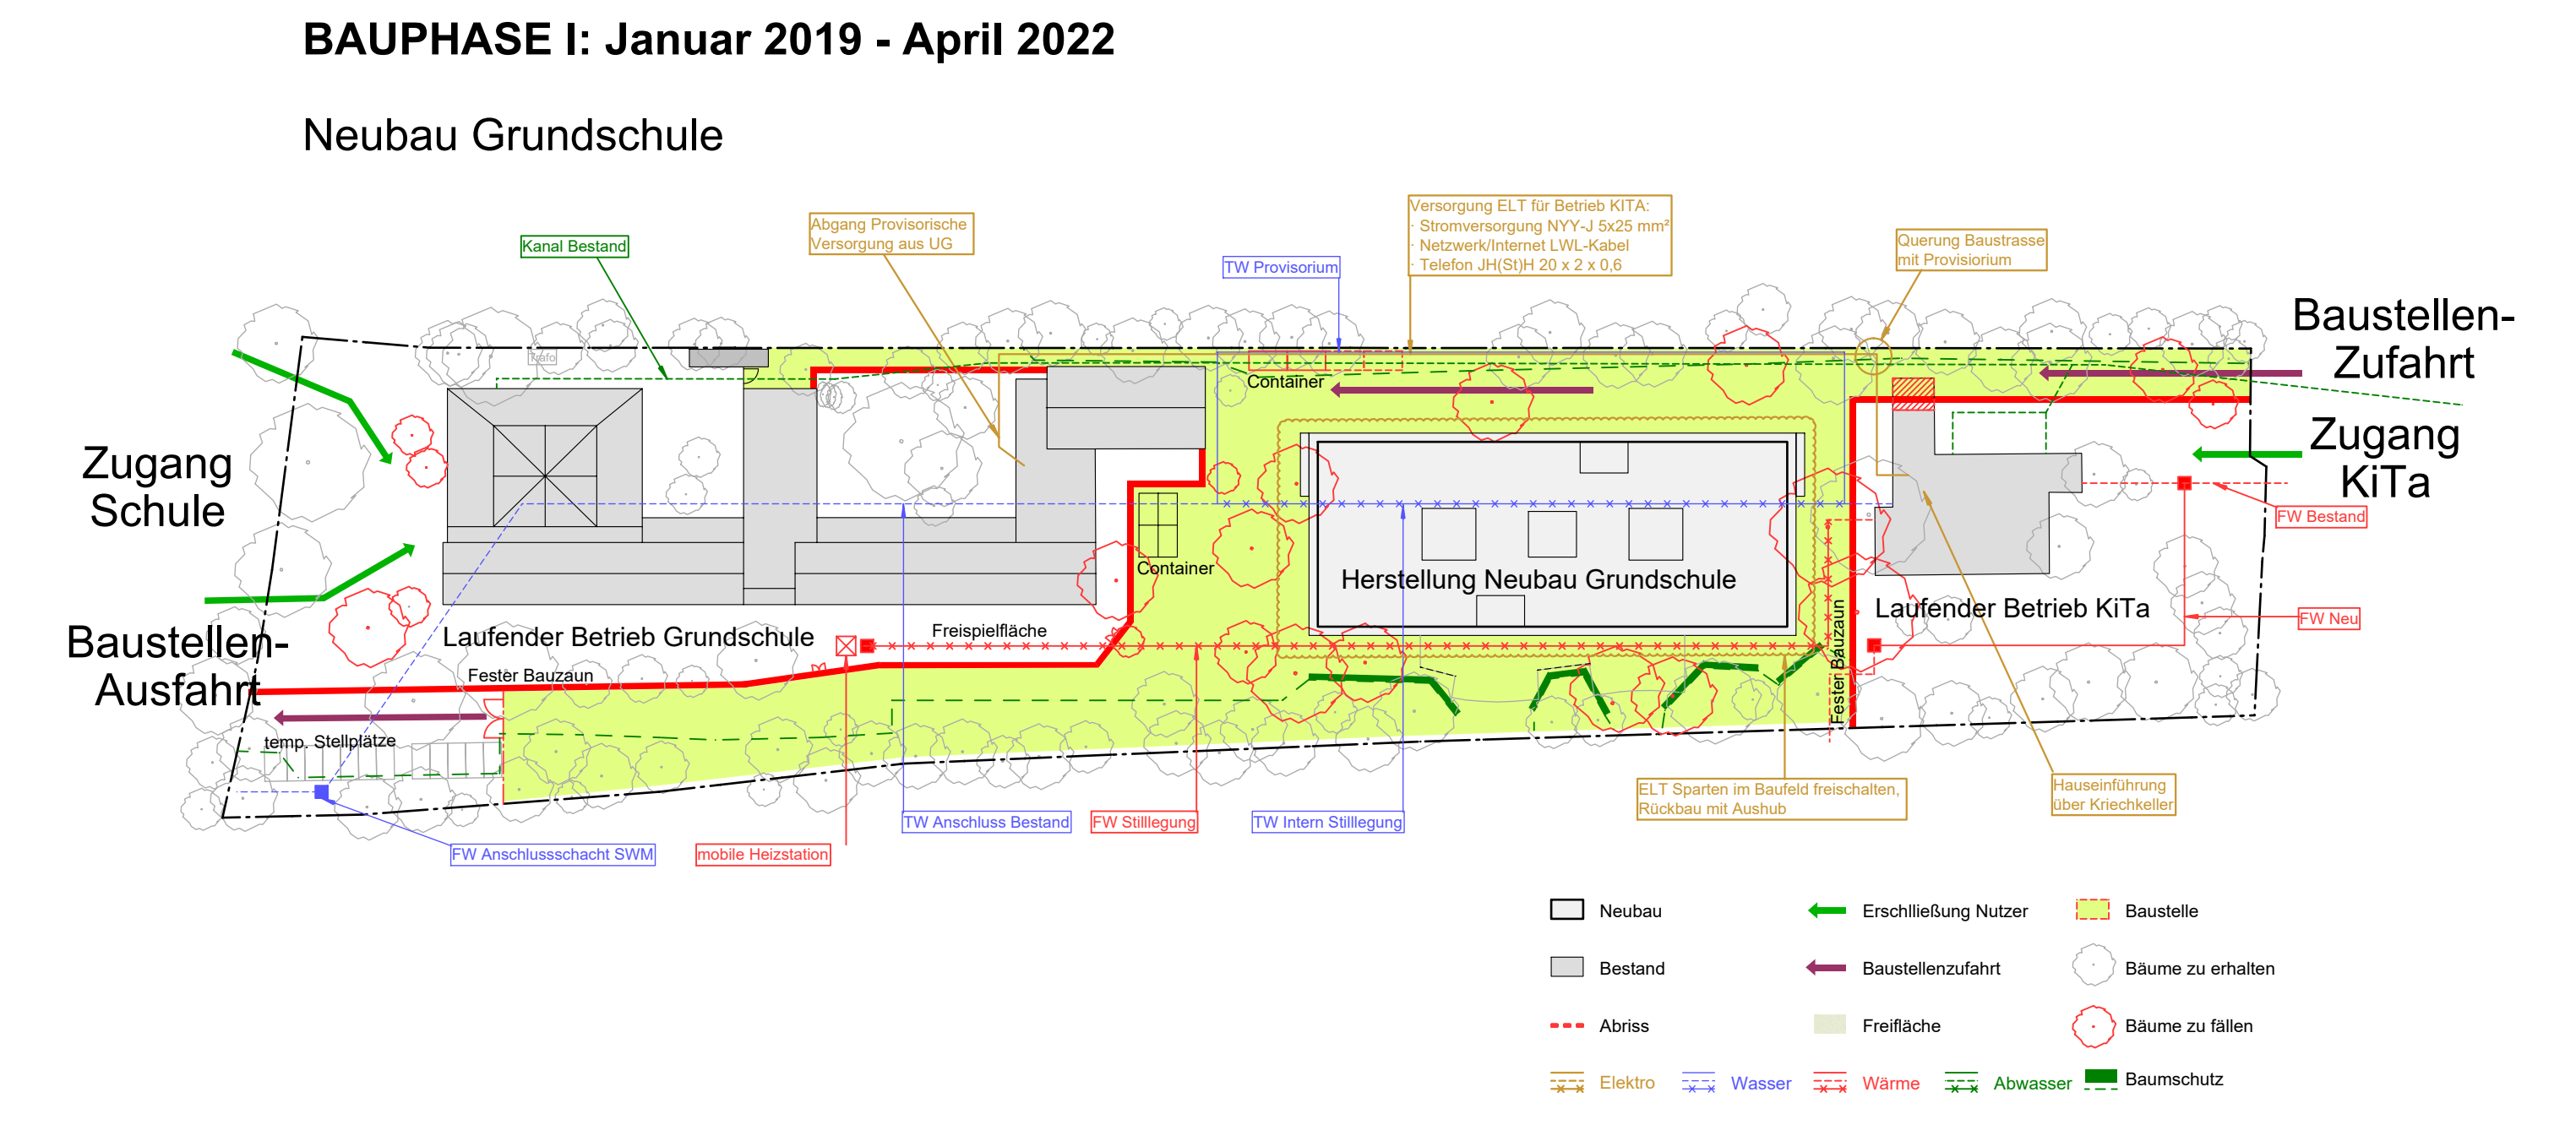 BAUPHASE I: Januar 2019 - April 2022
Neubau Grundschule
Versorgung ELT für Betrieb KITA:
· Stromversorgung NYY-J 5x25 mm²
· Netzwerk/Internet LWL-Kabel
· Telefon JH(St)H 20 x 2 x 0,6
Abgang Provisorische
Versorgung aus UG
Kanal Bestand
TW Provisorium
Querung Baustrasse
mit Provisiorium
Baustellen-
Zufahrt
Trafo
Container
Zugang
KiTa
Zugang
Schule
FW Bestand
Container
Herstellung Neubau Grundschule
Laufender Betrieb KiTa
FW Neu
Baustellen-
Ausfahrt
Laufender Betrieb Grundschule
Freispielfläche
Fester Bauzaun
Fester Bauzaun
temp. Stellplätze
ELT Sparten im Baufeld freischalten,
Rückbau mit Aushub
Hauseinführung
über Kriechkeller
TW Anschluss Bestand
FW Stilllegung
TW Intern Stilllegung
FW Anschlussschacht SWM
mobile Heizstation
Neubau
Erschlließung Nutzer
Baustelle
Bestand
Baustellenzufahrt
Bäume zu erhalten
Abriss
Freifläche
Bäume zu fällen
Elektro
Wasser
Wärme
Abwasser
Baumschutz